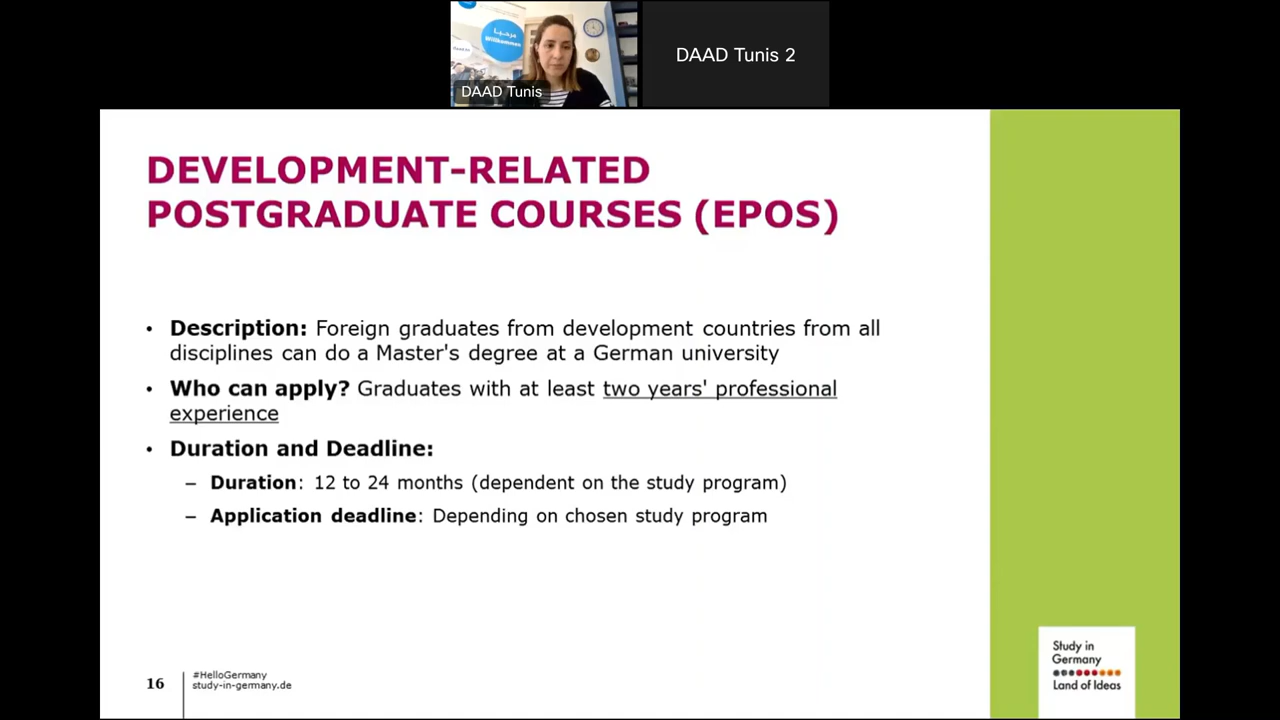 مرحبا
Willkommen
DAAD Tunis
DAAD Tunis 2
DEVELOPMENT-RELATED
POSTGRADUATE COURSES (EPOS)
• Description: Foreign graduates from development countries from all
disciplines can do a Master's degree at a German university
• Who can apply? Graduates with at least two years' professional
experience
• Duration and Deadline:
– Duration: 12 to 24 months (dependent on the study program)
– Application deadline: Depending on chosen study program
16
#HelloGermany
study-in-germany.de
Study in
Germany
Land of Ideas